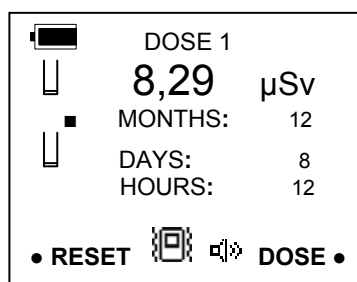 DOSE 1
8,29 µSv
MONTHS: 12
DAYS: 8
HOURS: 12
● RESET DOSE ●